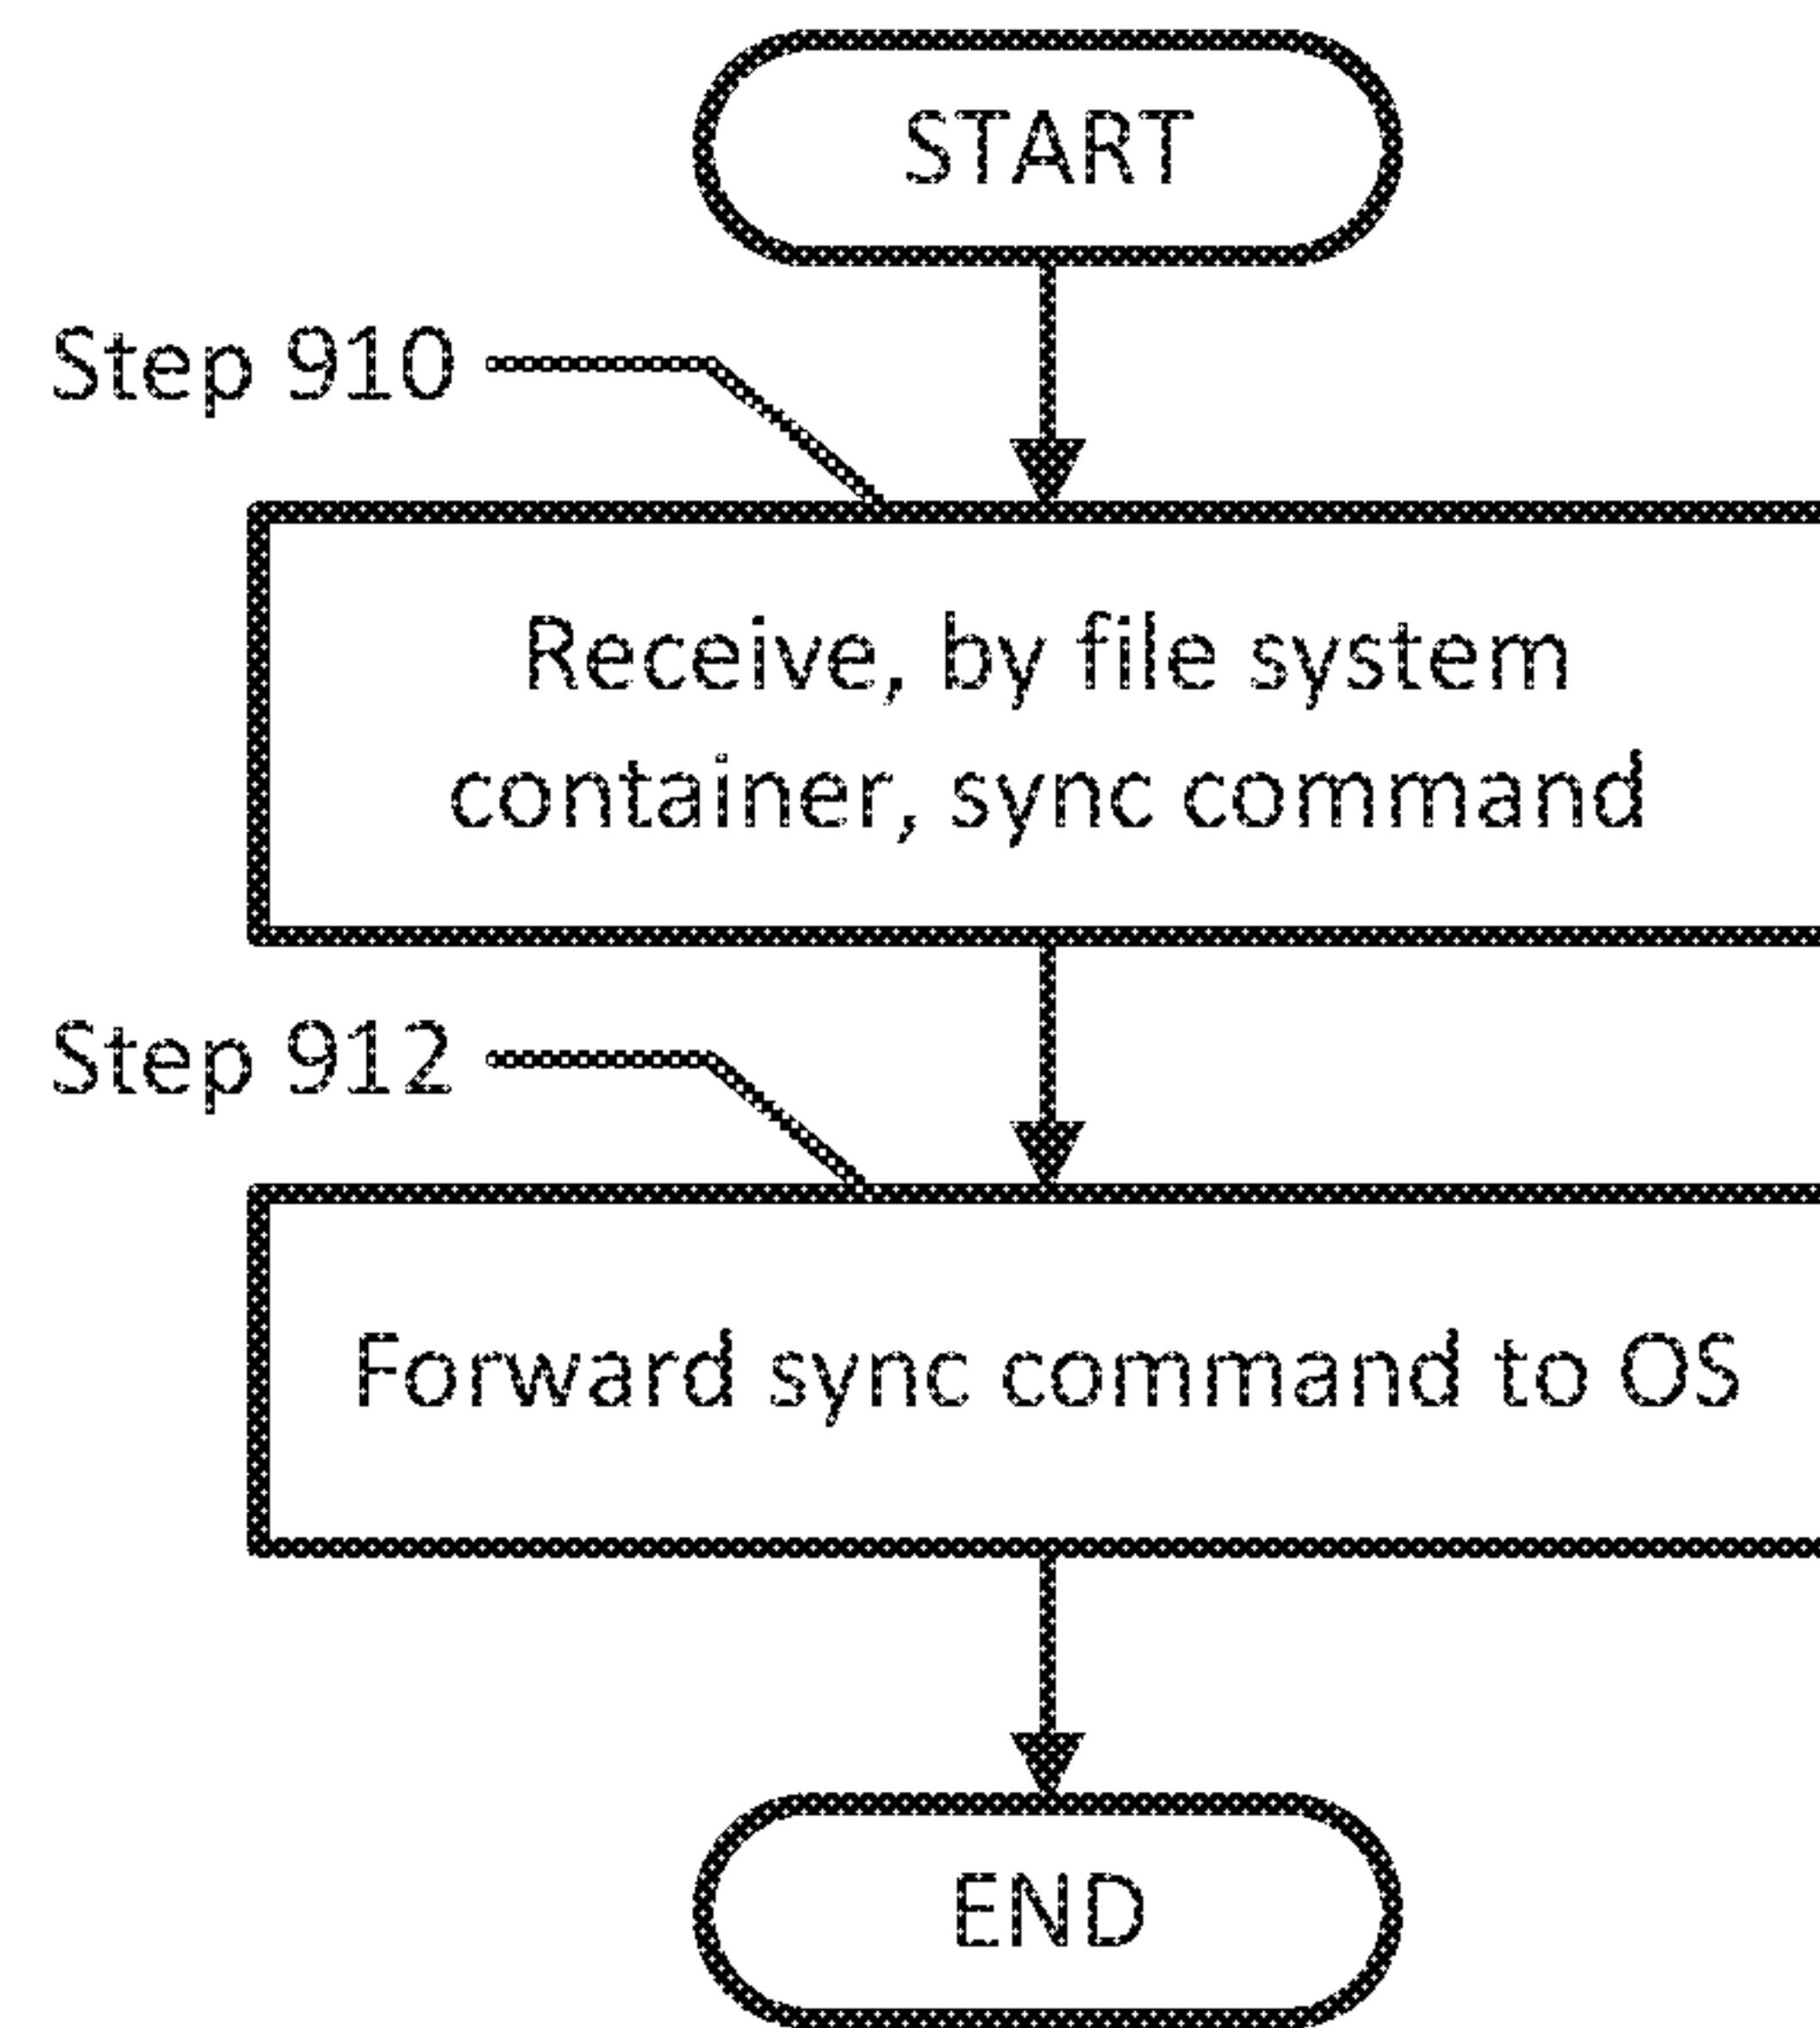 START
Step 910
Receive, by file system
container, sync command
Step 912
Forward sync command to OS
END